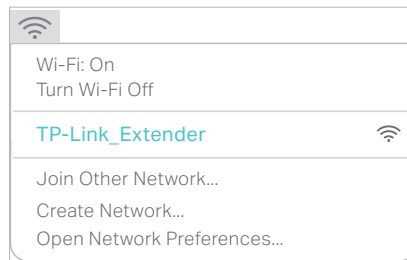 Wi-Fi: On
Turn Wi-Fi Off
TP-Link_Extender
Join Other Network...
Create Network...
Open Network Preferences...